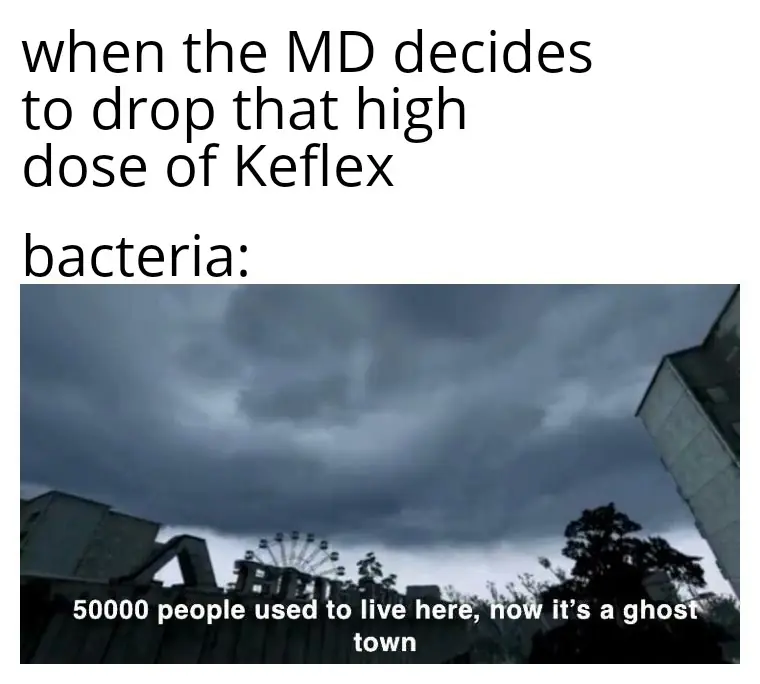 when the MD decides
to drop that high
dose of Keflex
bacteria:
50000 people used to live here, now it's a ghost
town